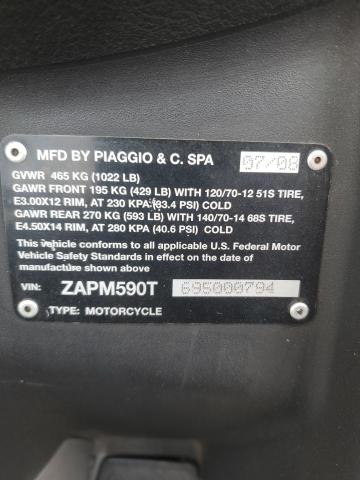 MFD BY PIAGGIO & C. SPA 07/08
GVWR 465 KG (1022 LB)
GAWR FRONT 195 KG (429 LB) WITH 120/70-12 51S TIRE,
E3.00X12 RIM, AT 230 KPA (33.4 PSI) COLD
GAWR REAR 270 KG (593 LB) WITH 140/70-14 68S TIRE,
E4.50X14 RIM, AT 280 KPA (40.6 PSI) COLD
This vehicle conforms to all applicable U.S. Federal Motor
Vehicle Safety Standards in effect on the date of
manufacture shown above
VIN: ZAPM590T 695000794
TYPE: MOTORCYCLE